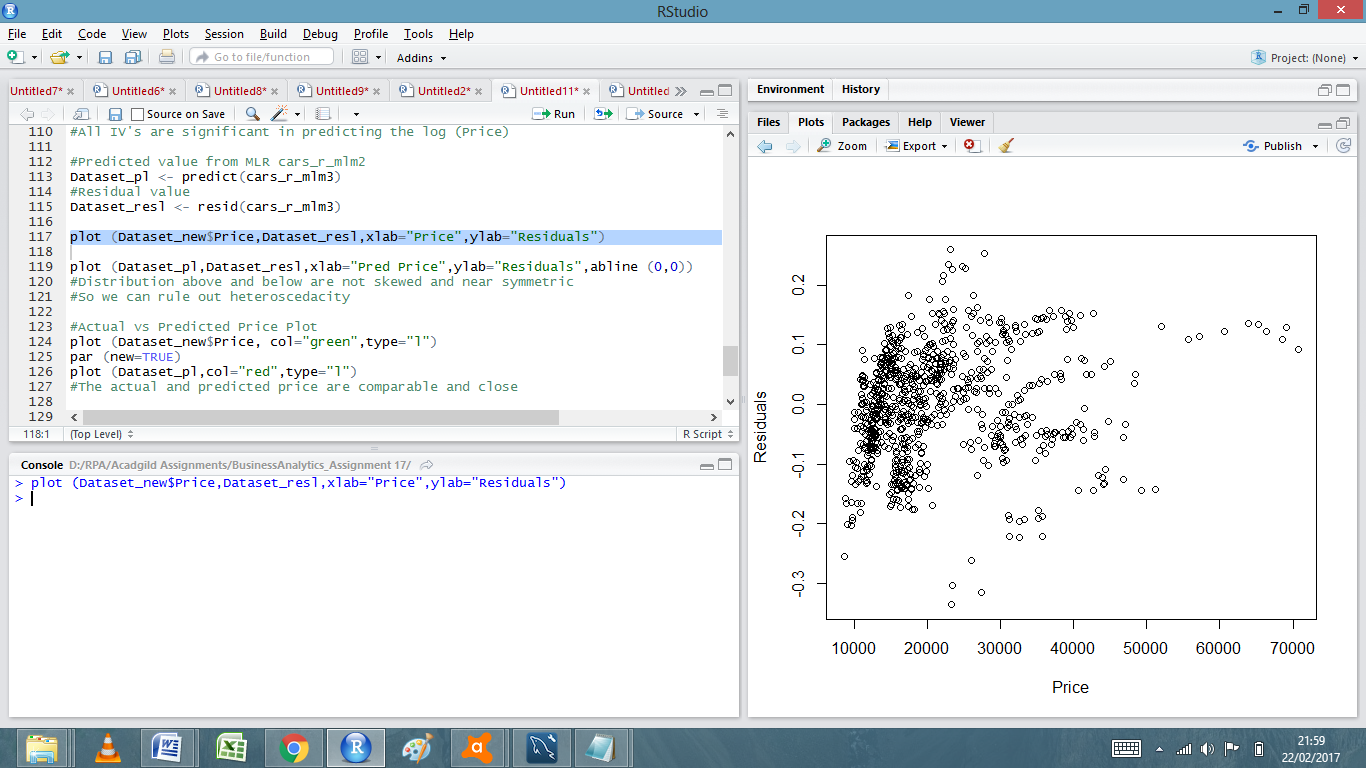 RStudio
File Edit Code View Plots Session Build Debug Profile Tools Help
Go to file/function Addins Project: (None)
Untitled7* Untitled6* Untitled8* Untitled9* Untitled2* Untitled11* Untitled
Source on Save Run Source
110 #All IV's are significant in predicting the log (Price)
111
112 #Predicted value from MLR cars_r_mlm2
113 Dataset_pl <- predict(cars_r_mlm3)
114 #Residual value
115 Dataset_resl <- resid(cars_r_mlm3)
116
117 plot (Dataset_new$Price,Dataset_resl,xlab="Price",ylab="Residuals")
118
119 plot (Dataset_pl,Dataset_resl,xlab="Pred Price",ylab="Residuals",abline (0,0))
120 #Distribution above and below are not skewed and near symmetric
121 #So we can rule out heteroscedacity
122
123 #Actual vs Predicted Price Plot
124 plot (Dataset_new$Price, col="green",type="l")
125 par (new=TRUE)
126 plot (Dataset_pl,col="red",type="l")
127 #The actual and predicted price are comparable and close
128
129
118:1 (Top Level) R Script
Console D:/RPA/Acadgild Assignments/BusinessAnalytics_Assignment 17/
> plot (Dataset_new$Price,Dataset_resl,xlab="Price",ylab="Residuals")
>
Environment History
Files Plots Packages Help Viewer
Zoom Export Publish
0.2
0.1
0.0
-0.1
-0.2
-0.3
Residuals
10000 20000 30000 40000 50000 60000 70000
Price
21:59
22/02/2017